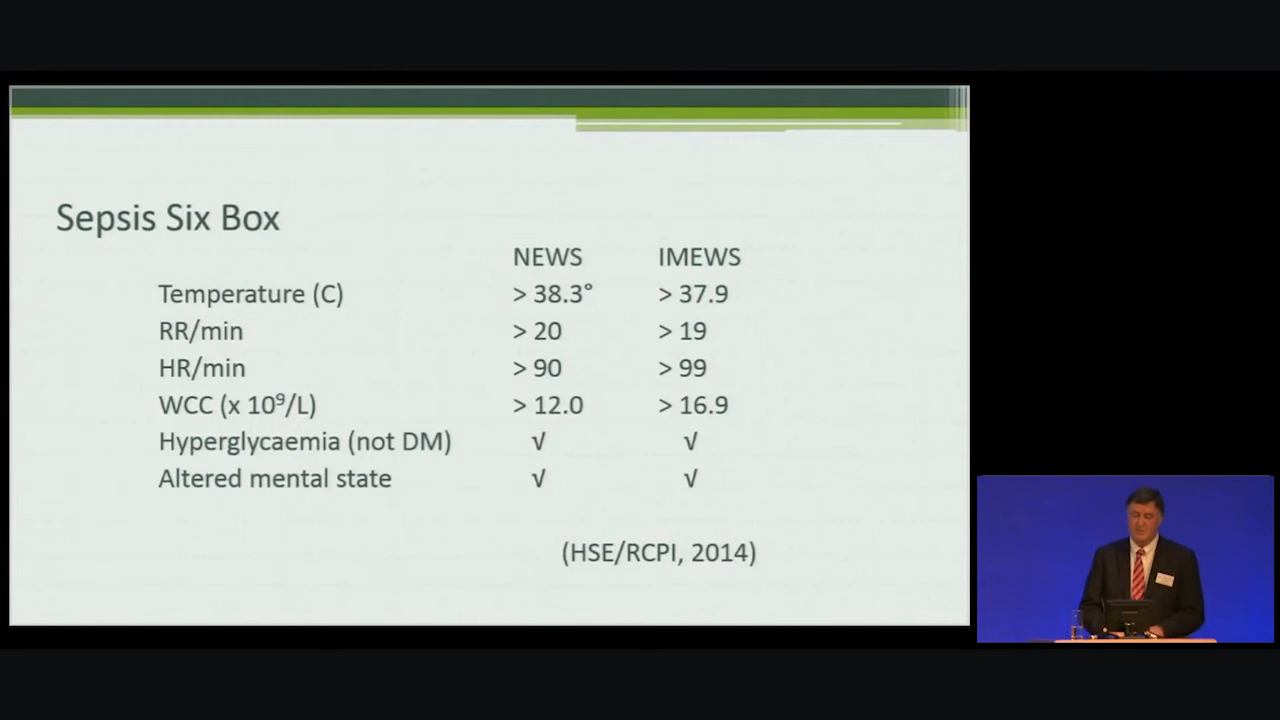 Sepsis Six Box
NEWS IMEWS
Temperature (C) > 38.3° > 37.9
RR/min > 20 > 19
HR/min > 90 > 99
WCC (x 10⁹/L) > 12.0 > 16.9
Hyperglycaemia (not DM) √ √
Altered mental state √ √
(HSE/RCPI, 2014)